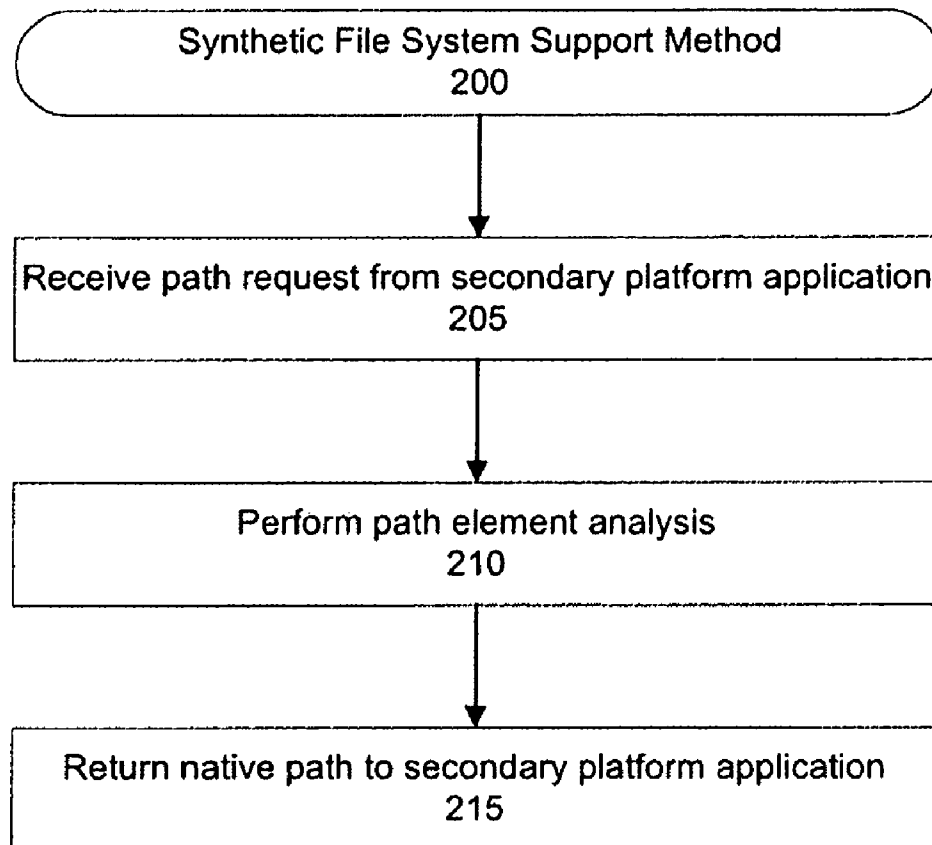 Synthetic File System Support Method
200
Receive path request from secondary platform application
205
Perform path element analysis
210
Return native path to secondary platform application
215